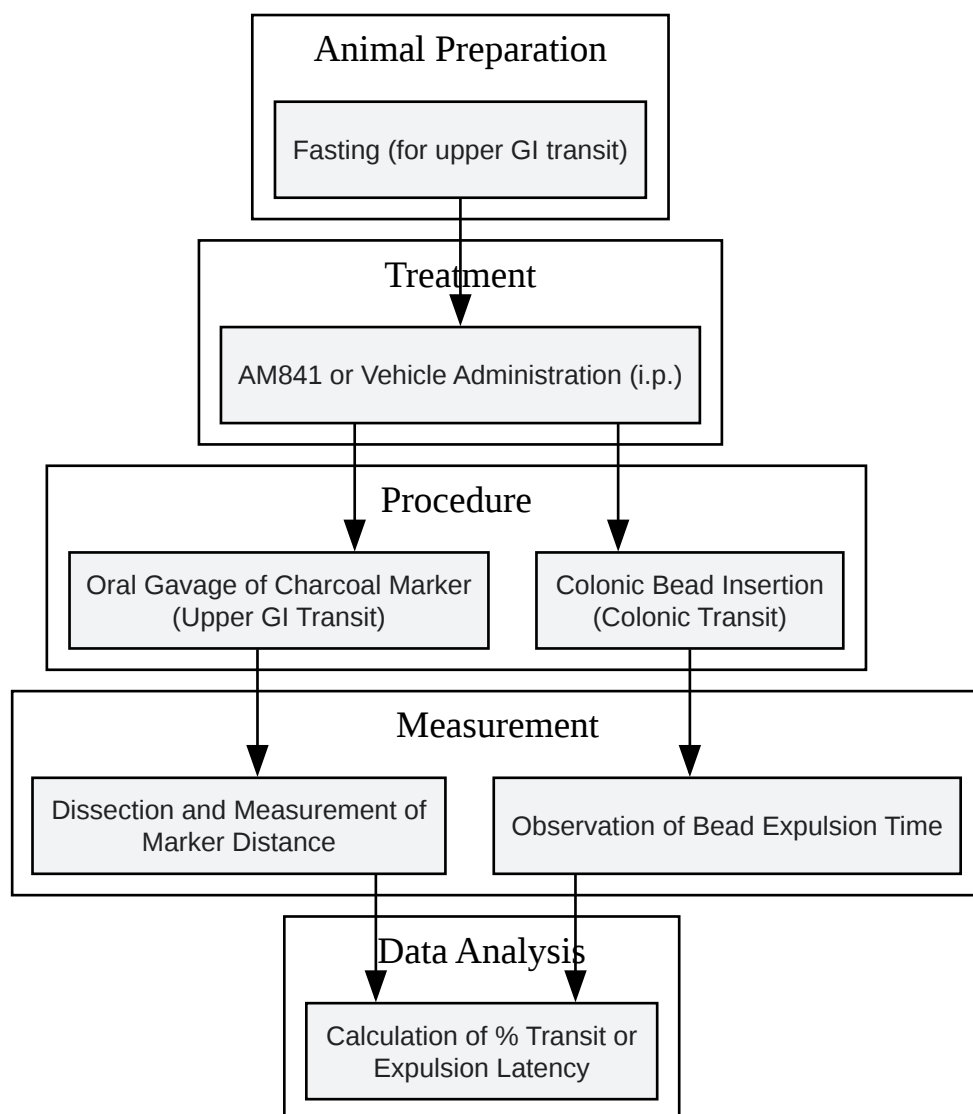 Animal Preparation
Fasting (for upper GI transit)
Treatment
AM841 or Vehicle Administration (i.p.)
Procedure
Oral Gavage of Charcoal Marker
(Upper GI Transit)
Colonic Bead Insertion
(Colonic Transit)
Measurement
Dissection and Measurement of
Marker Distance
Observation of Bead Expulsion Time
Data Analysis
Calculation of % Transit or
Expulsion Latency